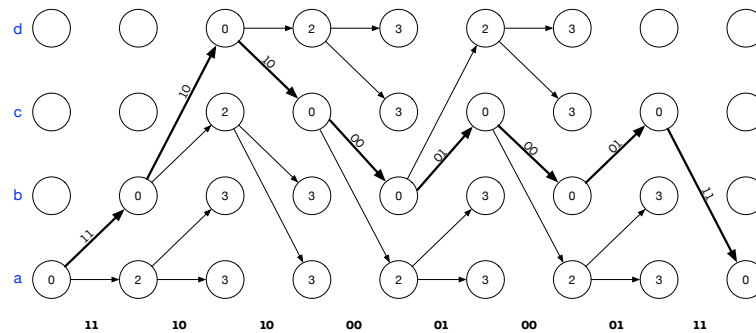 d 0 2 3 2 3
10 10
c 2 0 3 0 3 0
00 01 00 01
b 0 3 3 0 3 0 3
11 11
a 0 2 3 3 2 3 2 3 0
11 10 10 00 01 00 01 11